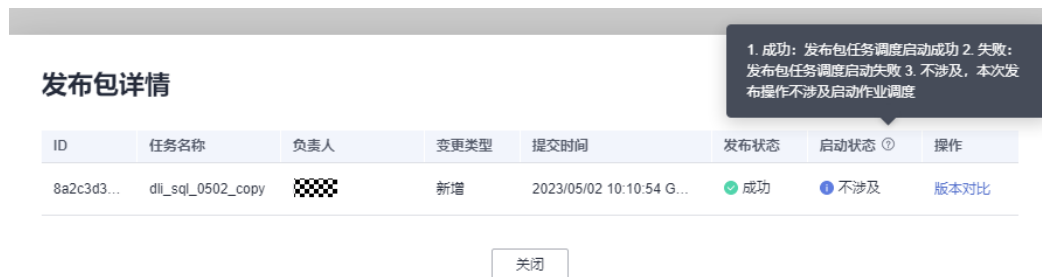 1. 成功：发布包任务调度启动成功 2. 失败：
发布包任务调度启动失败 3. 不涉及，本次发
布操作不涉及启动作业调度
发布包详情
ID 任务名称 负责人 变更类型 提交时间 发布状态 启动状态 操作
8a2c3d3... dli_sql_0502_copy 新增 2023/05/02 10:10:54 G... 成功 不涉及 版本对比
关闭